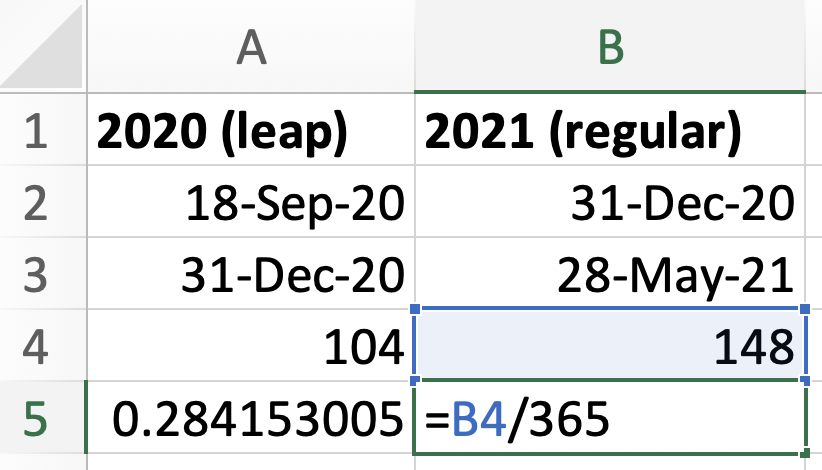 A B
1 2020 (leap) 2021 (regular)
2 18-Sep-20 31-Dec-20
3 31-Dec-20 28-May-21
4 104 148
5 0.284153005 =B4/365